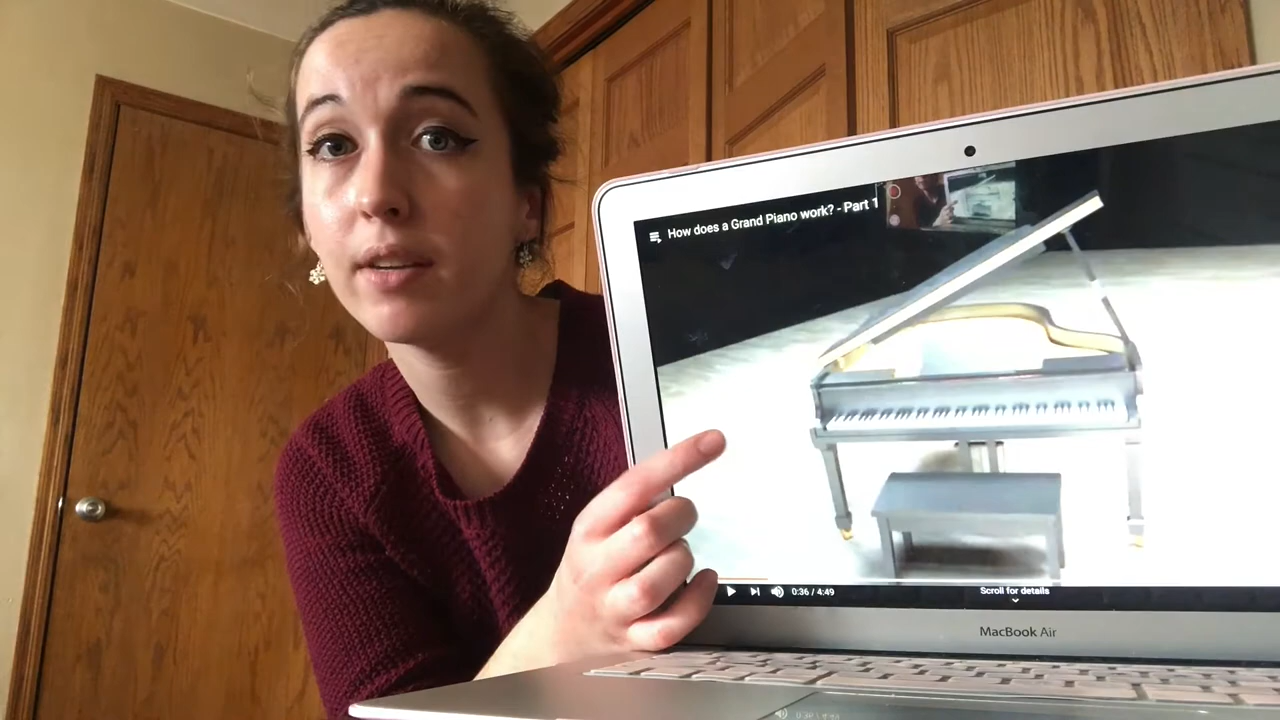 How does a Grand Piano work? - Part 1
0:36 / 4:49
Scroll for details
MacBook Air